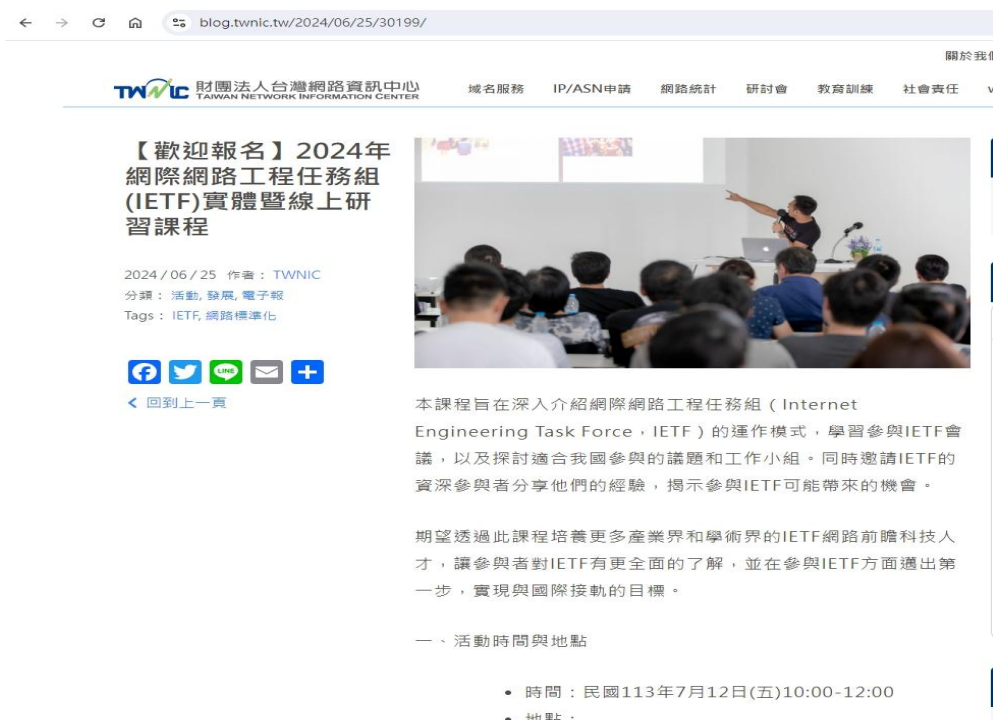 blog.twnic.tw/2024/06/25/30199/
關於我們
TWNIC 財團法人台灣網路資訊中心
TAIWAN NETWORK INFORMATION CENTER
域名服務 IP/ASN申請 網路統計 研討會 教育訓練 社會責任
【歡迎報名】2024年
網際網路工程任務組
(IETF)實體暨線上研
習課程
2024 / 06 / 25 作者： TWNIC
分類： 活動, 發展, 電子報
Tags： IETF, 網路標準化
LINE
回到上一頁
本課程旨在深入介紹網際網路工程任務組（Internet
Engineering Task Force，IETF）的運作模式，學習參與IETF會
議，以及探討適合我國參與的議題和工作小組。同時邀請IETF的
資深參與者分享他們的經驗，揭示參與IETF可能帶來的機會。
期望透過此課程培養更多產業界和學術界的IETF網路前瞻科技人
才，讓參與者對IETF有更全面的了解，並在參與IETF方面邁出第
一步，實現與國際接軌的目標。
一、活動時間與地點
• 時間：民國113年7月12日(五)10:00-12:00
• 地點：